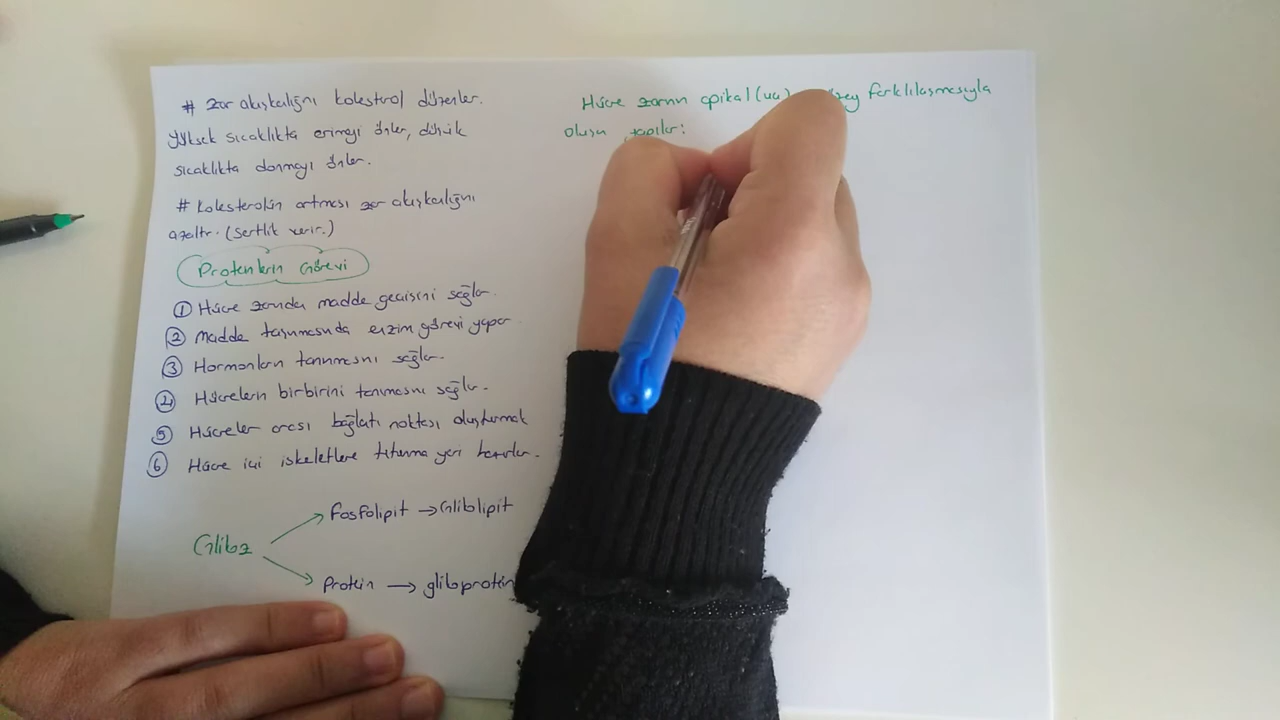 # zar akışkanlığını kolestrol düzenler.
Yüksek sıcaklıkta erimeyi önler, düşük
sıcaklıkta donmayı önler.
# Kolesterolün artması zar akışkanlığını
azaltır. (Sertlik verir.)
Proteinlerin Görevi
① Hücre zarında madde geçişini sağlar.
② Madde taşınmasında enzim görevi yapar
③ Hormonların tanınmasını sağlar.
④ Hücrelerin birbirini tanımasını sağlar.
⑤ Hücreler arası bağlantı noktası oluşturmak
⑥ Hücre içi iskeletlere tutunma yeri hazırlar.
Glikoz
Fosfolipit → Glikolipit
Protein → glikoprotein
Hücre zarının apikal (uç) farklılaşmasıyla
oluşan yapılar: